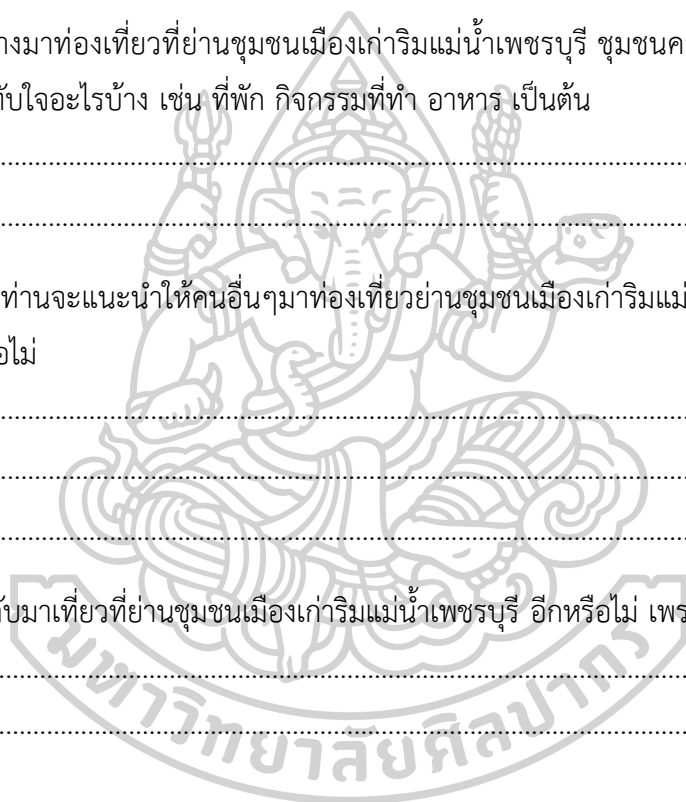 างมาท่องเที่ยวที่ย่านชุมชนเมืองเก่าริมแม่น้ำเพชรบุรี ชุมชนค
ทับใจอะไรบ้าง เช่น ที่พัก กิจกรรมที่ทำ อาหาร เป็นต้น
................................................................................
................................................................................
ท่านจะแนะนำให้คนอื่นๆมาท่องเที่ยวย่านชุมชนเมืองเก่าริมแม่
อไม่
................................................................................
................................................................................
................................................................................
ับมาเที่ยวที่ย่านชุมชนเมืองเก่าริมแม่น้ำเพชรบุรี อีกหรือไม่ เพร
................................................................................
................................................................................
มหาวิทยาลัยศิลปากร